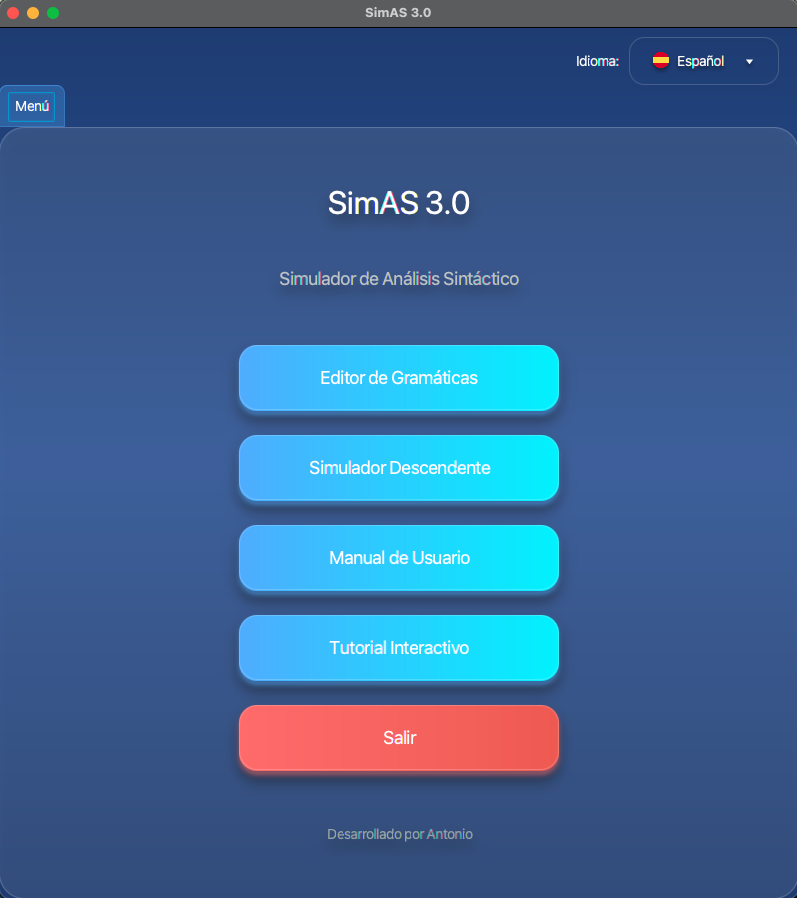 SimAS 3.0
Idioma:
Español
Menú
SimAS 3.0
Simulador de Análisis Sintáctico
Editor de Gramáticas
Simulador Descendente
Manual de Usuario
Tutorial Interactivo
Salir
Desarrollado por Antonio